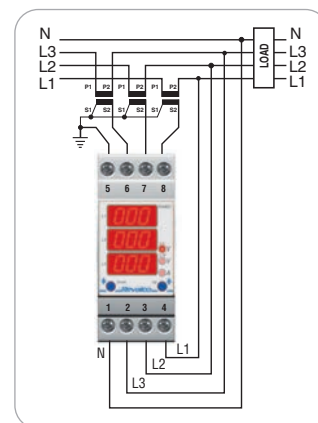 N N
L3 L3
L2 L2
L1 L1
LOAD
P1 P2 P1 P2 P1 P2
S1 S2 S1 S2 S1 S2
5 6 7 8
000
000
000
V
A
1 2 3 4
N
L1
L2
L3